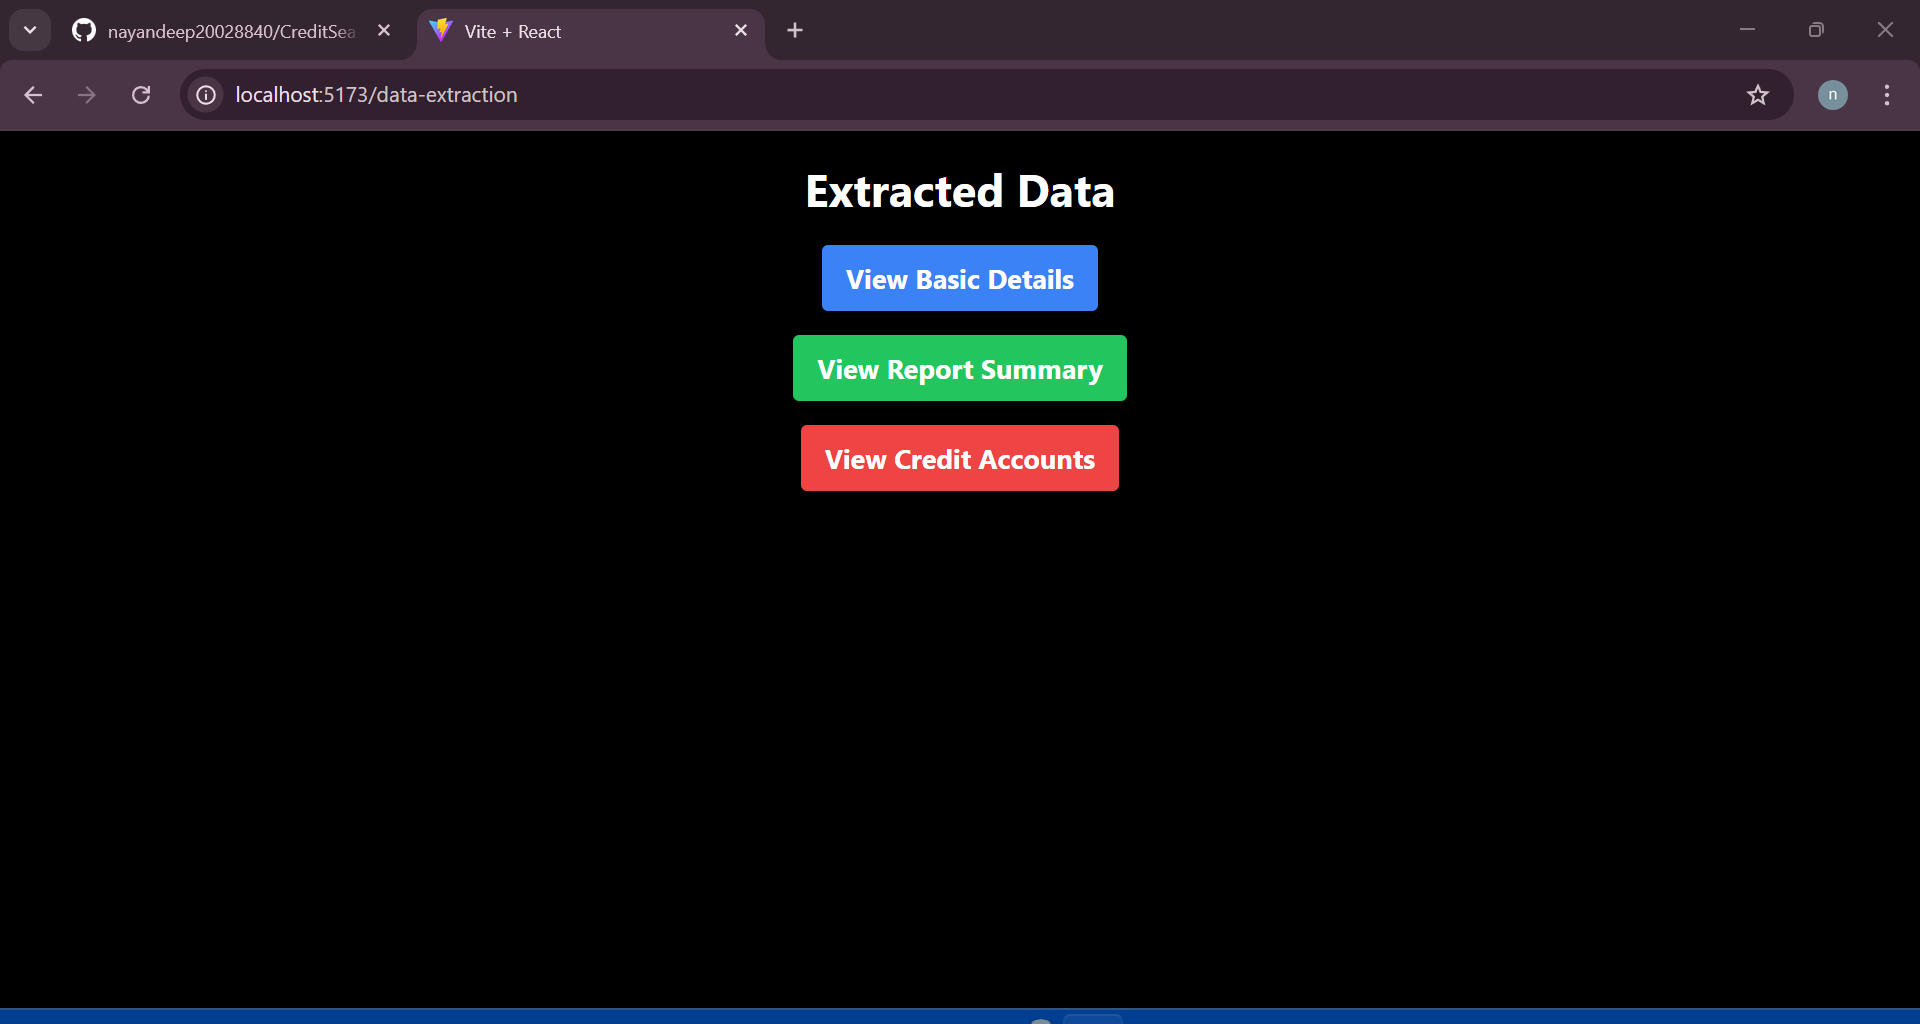 nayandeep20028840/CreditSea
Vite + React
localhost:5173/data-extraction
n
Extracted Data
View Basic Details
View Report Summary
View Credit Accounts